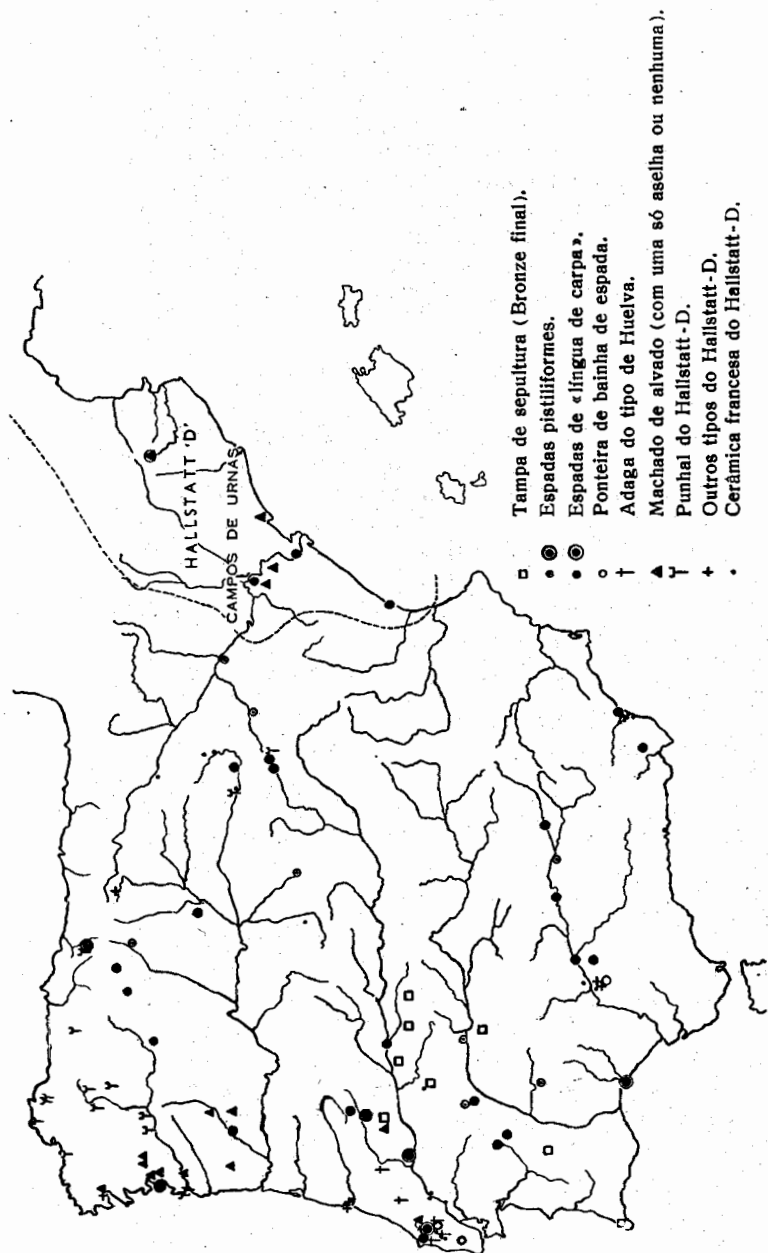 HALLSTATT 'D'
CAMPOS DE URNAS
Tampa de sepultura (Bronze final).
Espadas pistiliformes.
Espadas de «língua de carpa».
Ponteira de bainha de espada.
Adaga do tipo de Huelva.
Machado de alvado (com uma só aselha ou nenhuma).
Punhal do Hallstatt-D.
Outros tipos do Hallstatt-D.
Cerâmica francesa do Hallstatt-D.